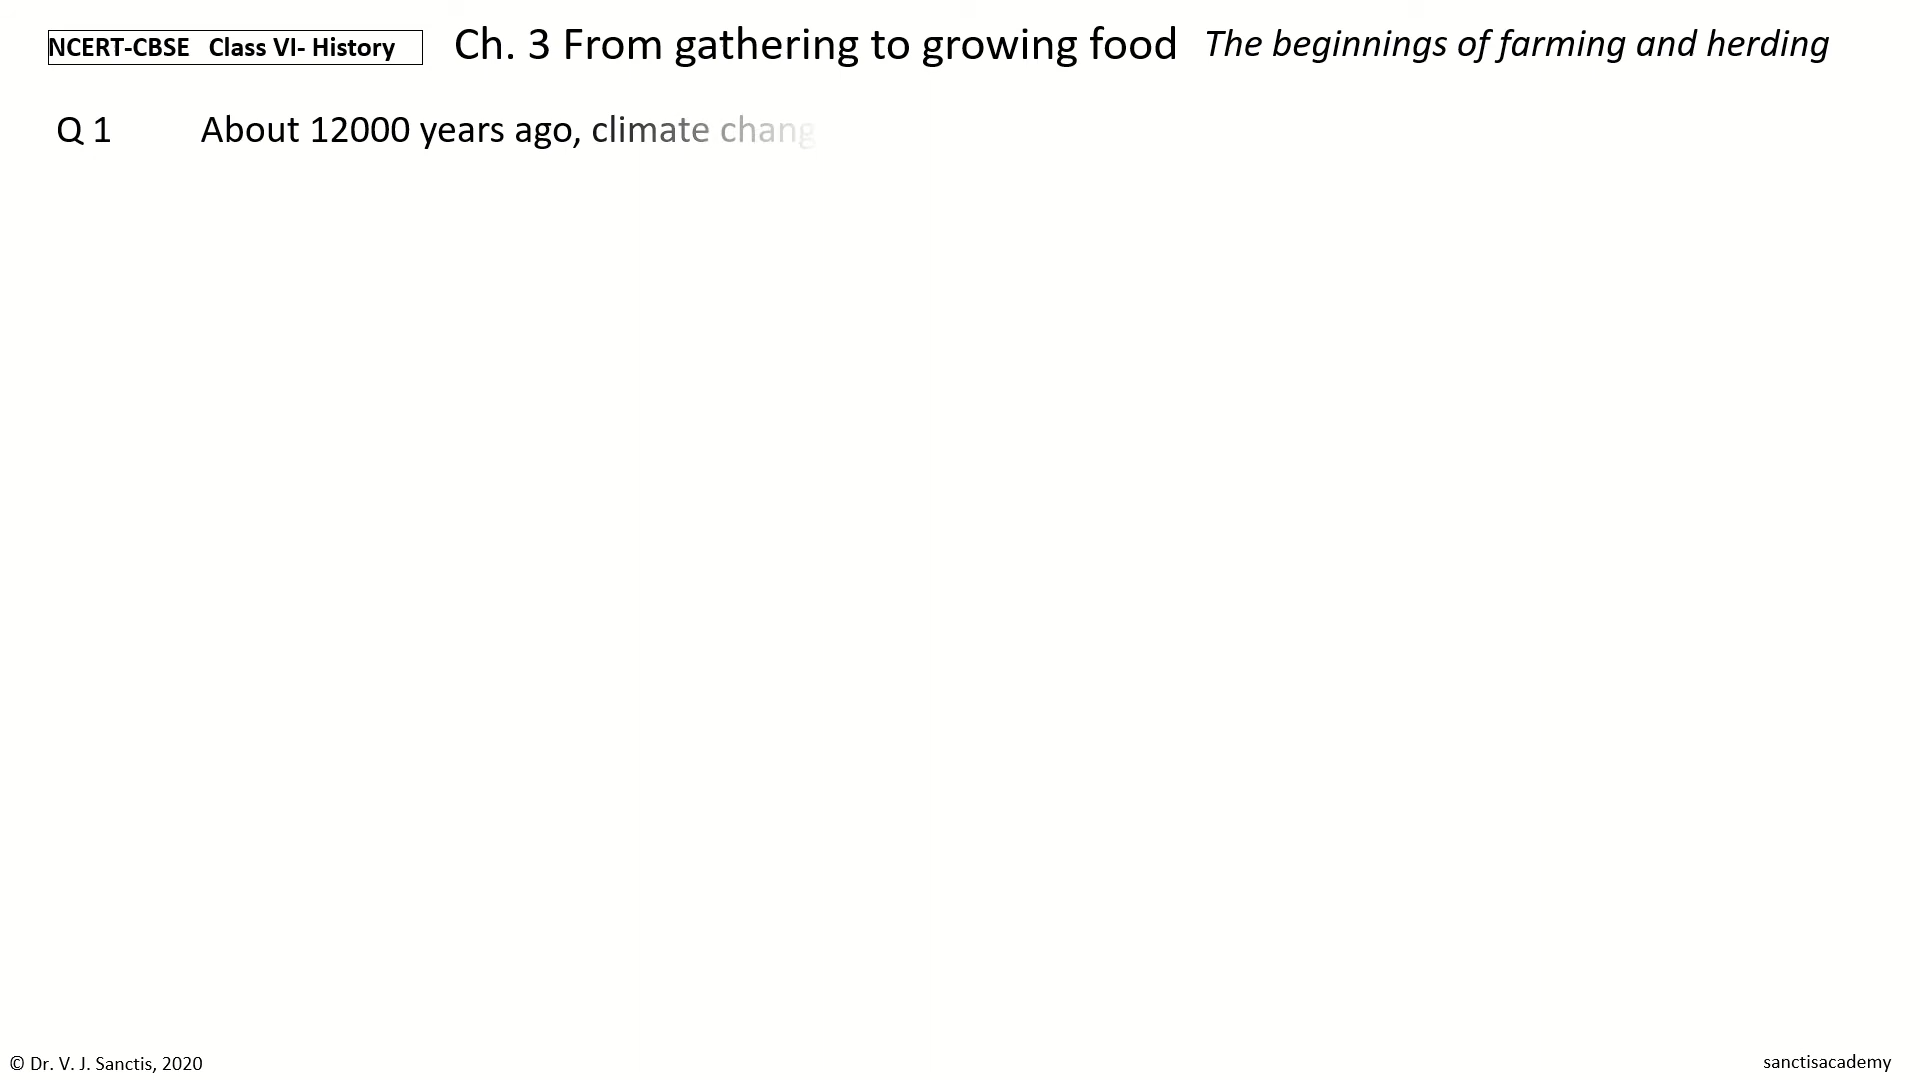 NCERT-CBSE Class VI- History Ch. 3 From gathering to growing food The beginnings of farming and herding
Q 1 About 12000 years ago, climate chang
© Dr. V. J. Sanctis, 2020 sanctisacademy